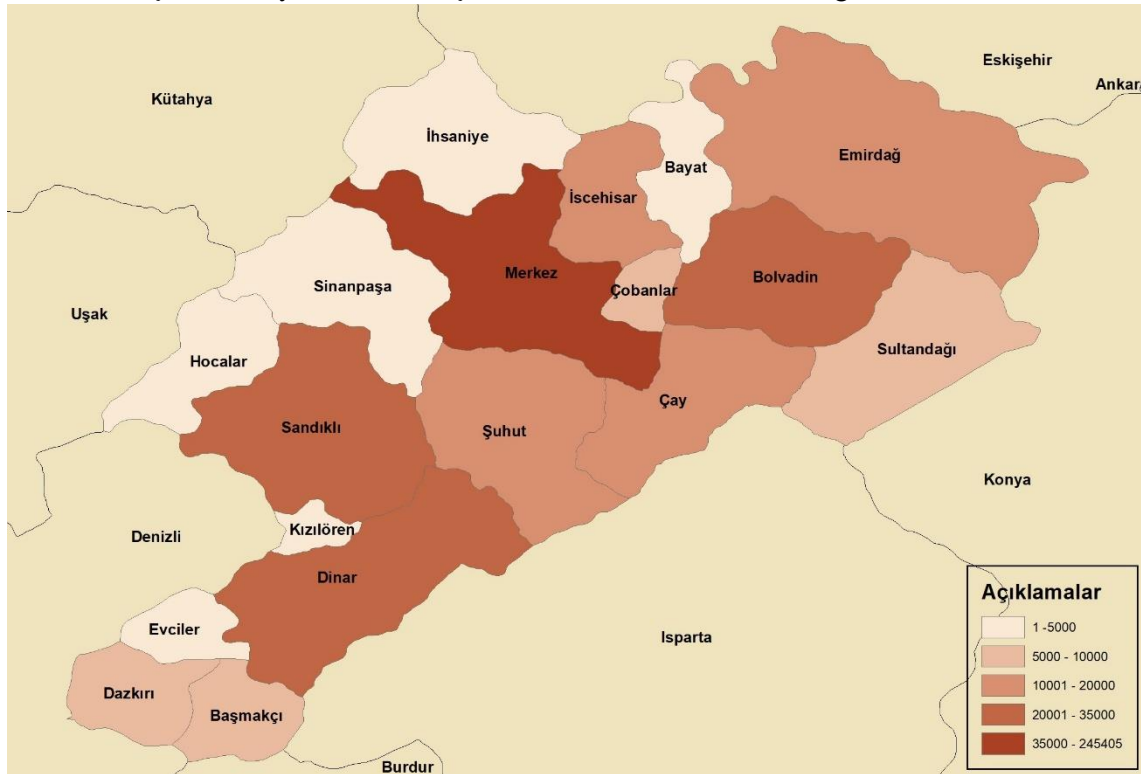 Eskişehir
Ankara
Kütahya
İhsaniye
Emirdağ
Bayat
İscehisar
Merkez
Bolvadin
Sinanpaşa
Çobanlar
Uşak
Sultandağı
Hocalar
Çay
Sandıklı
Şuhut
Konya
Kızılören
Denizli
Dinar
Açıklamalar
1 -5000
5000 - 10000
10001 - 20000
20001 - 35000
35000 - 245405
Evciler
Isparta
Dazkırı
Başmakçı
Burdur